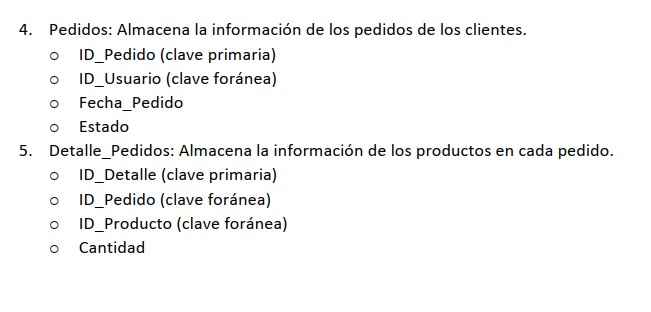 4. Pedidos: Almacena la información de los pedidos de los clientes.
o ID_Pedido (clave primaria)
o ID_Usuario (clave foránea)
o Fecha_Pedido
o Estado
5. Detalle_Pedidos: Almacena la información de los productos en cada pedido.
o ID_Detalle (clave primaria)
o ID_Pedido (clave foránea)
o ID_Producto (clave foránea)
o Cantidad